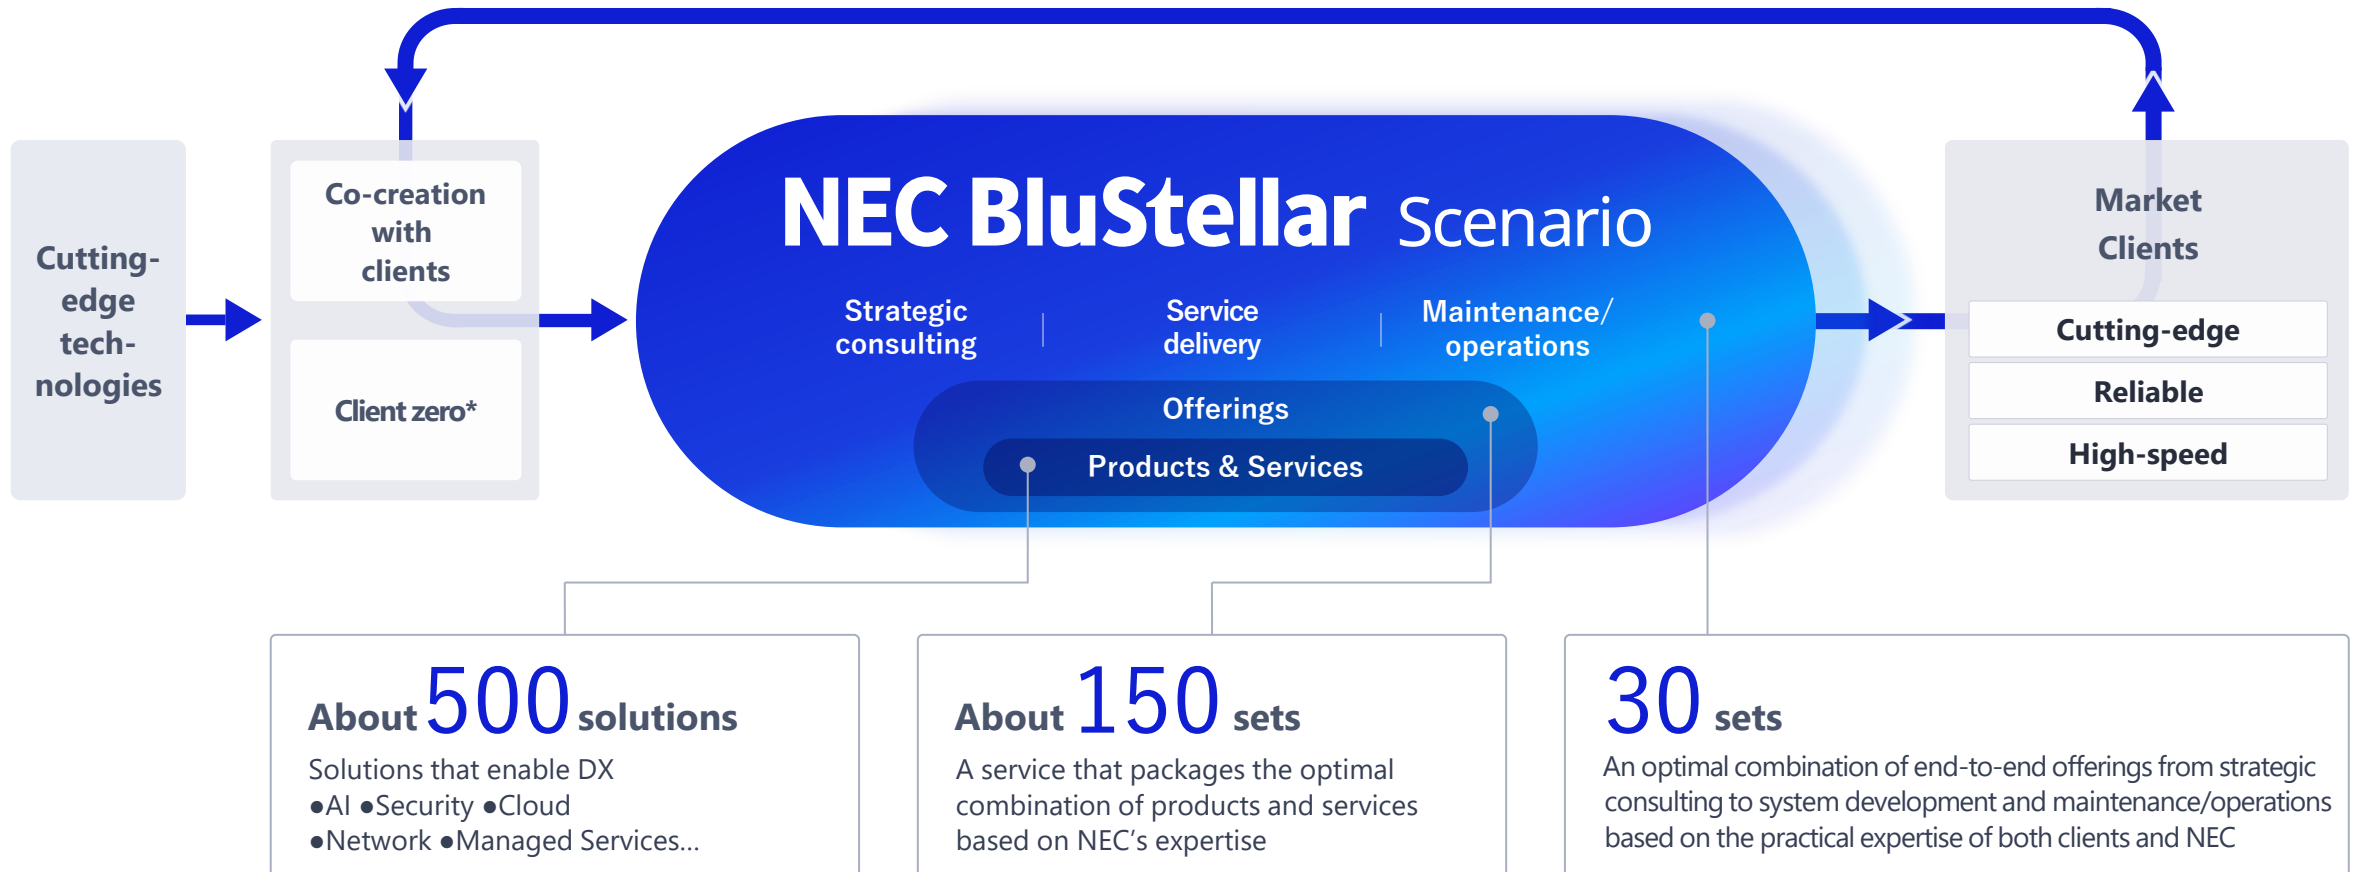 Cutting-
edge
tech-
nologies
Co-creation
with
clients
Client zero*
NEC BluStellar Scenario
Strategic
consulting
Service
delivery
Maintenance/
operations
Offerings
Products & Services
Market
Clients
Cutting-edge
Reliable
High-speed
About 500 solutions
Solutions that enable DX
●AI ●Security ●Cloud
●Network ●Managed Services...
About 150 sets
A service that packages the optimal
combination of products and services
based on NEC’s expertise
30 sets
An optimal combination of end-to-end offerings from strategic
consulting to system development and maintenance/operations
based on the practical expertise of both clients and NEC